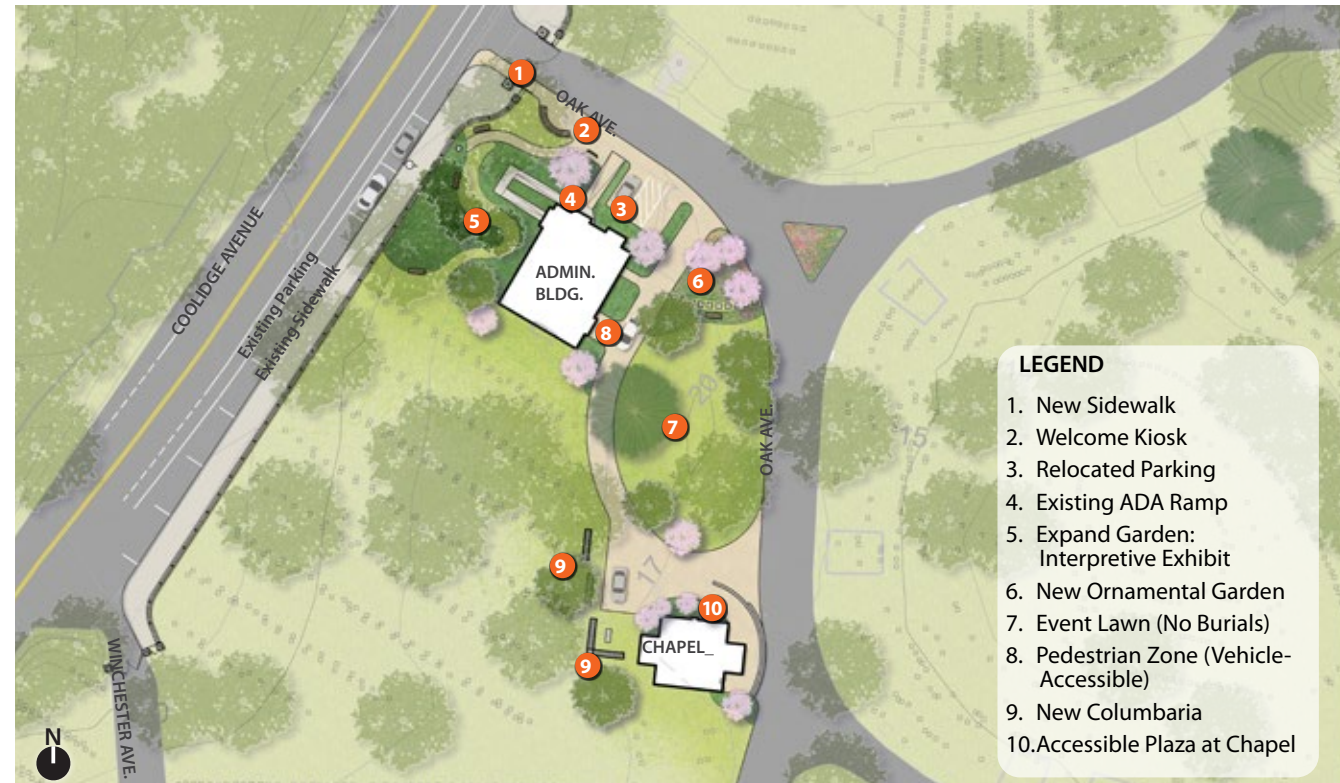 1
OAK AVE.
2
4
3
5
COOLIDGE AVENUE
Existing Parking
Existing Sidewalk
ADMIN.
BLDG.
6
8
20
7
OAK AVE.
15
9
17
10
CHAPEL_
9
WINCHESTER AVE.
N
LEGEND
1. New Sidewalk
2. Welcome Kiosk
3. Relocated Parking
4. Existing ADA Ramp
5. Expand Garden:
Interpretive Exhibit
6. New Ornamental Garden
7. Event Lawn (No Burials)
8. Pedestrian Zone (Vehicle-
Accessible)
9. New Columbaria
10.Accessible Plaza at Chapel